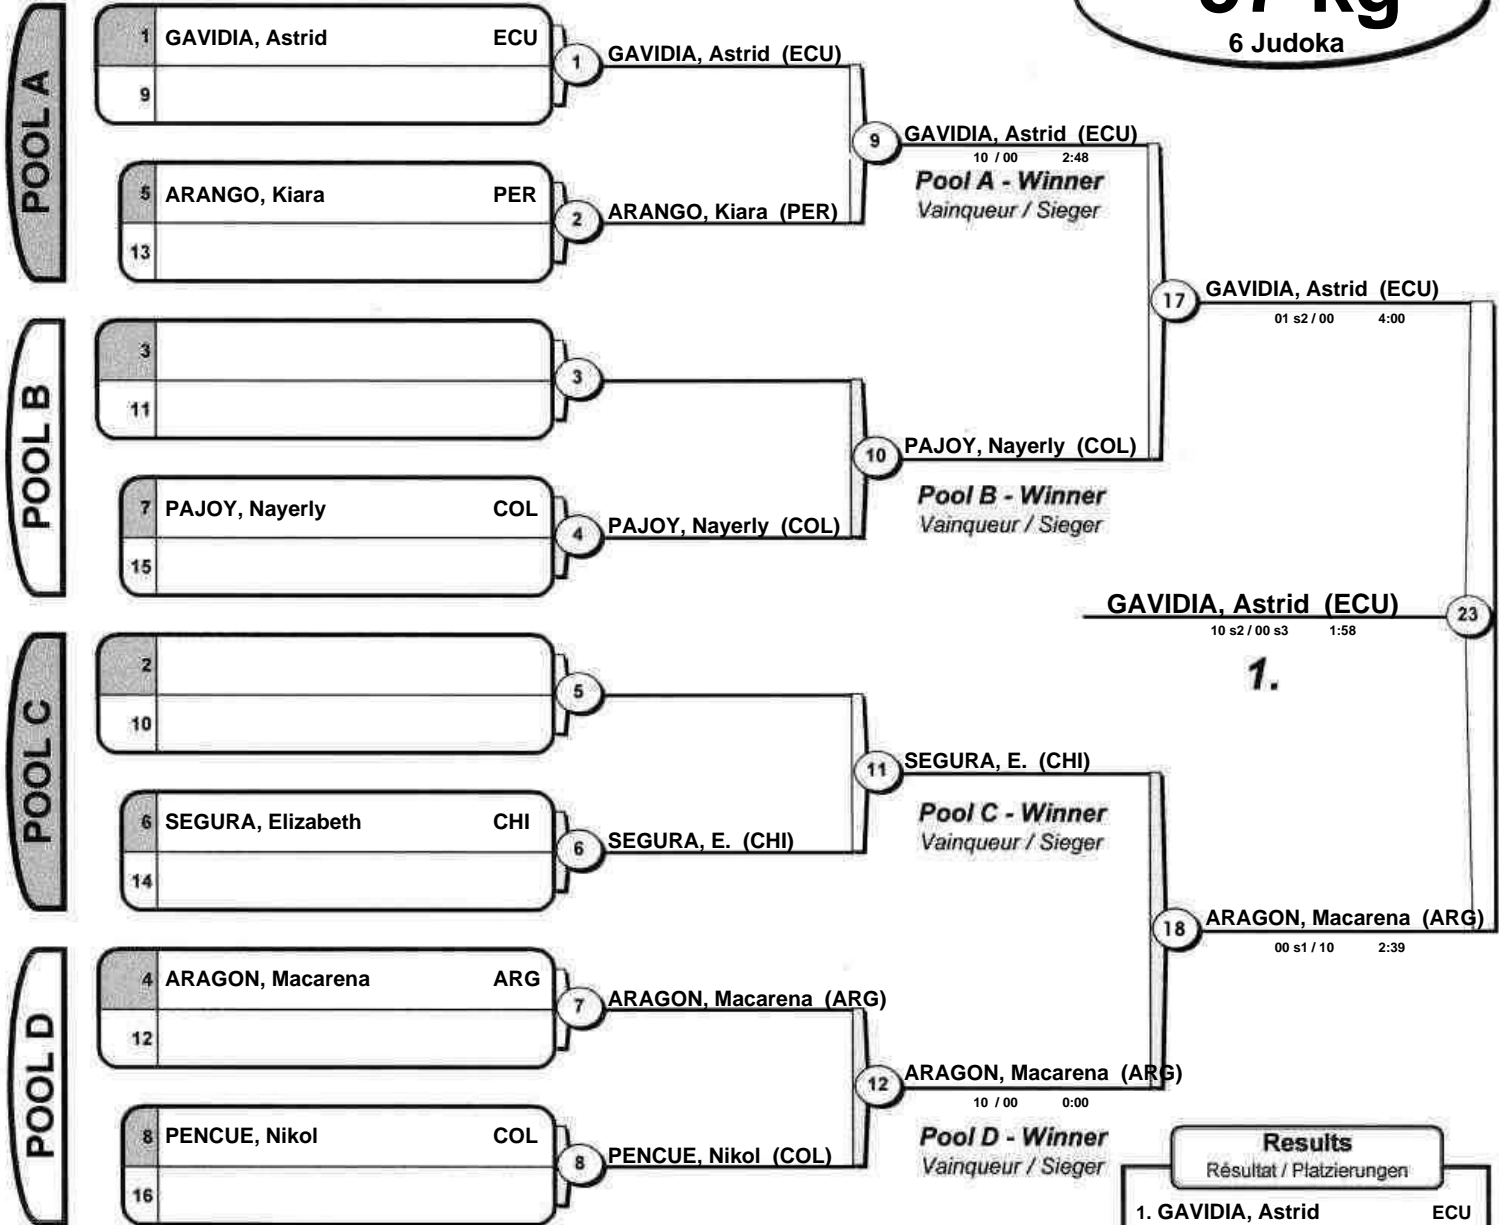 57 kg
6 Judoka
POOL A
1 GAVIDIA, Astrid ECU
9
1
GAVIDIA, Astrid (ECU)
5 ARANGO, Kiara PER
13
2
ARANGO, Kiara (PER)
9
GAVIDIA, Astrid (ECU)
10 / 00 2:48
Pool A - Winner
Vainqueur / Sieger
POOL B
3
11
3
7 PAJOY, Nayerly COL
15
4
PAJOY, Nayerly (COL)
10
PAJOY, Nayerly (COL)
Pool B - Winner
Vainqueur / Sieger
17
GAVIDIA, Astrid (ECU)
01 s2 / 00 4:00
GAVIDIA, Astrid (ECU)
10 s2 / 00 s3 1:58
23
1.
POOL C
2
10
5
6 SEGURA, Elizabeth CHI
14
6
SEGURA, E. (CHI)
11
SEGURA, E. (CHI)
Pool C - Winner
Vainqueur / Sieger
POOL D
4 ARAGON, Macarena ARG
12
7
ARAGON, Macarena (ARG)
8 PENCUE, Nikol COL
16
8
PENCUE, Nikol (COL)
12
ARAGON, Macarena (ARG)
10 / 00 0:00
Pool D - Winner
Vainqueur / Sieger
18
ARAGON, Macarena (ARG)
00 s1 / 10 2:39
Results
Résultat / Platzierungen
1. GAVIDIA, Astrid ECU